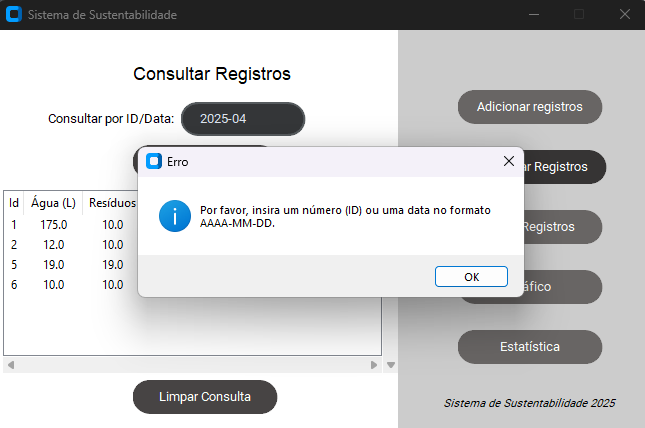 Sistema de Sustentabilidade
Consultar Registros
Consultar por ID/Data: 2025-04
Adicionar registros
Erro
Por favor, insira um número (ID) ou uma data no formato
AAAA-MM-DD.
OK
ar Registros
Registros
áfico
Estatística
Id Água (L) Resíduos
1 175.0 10.0
2 12.0 10.0
5 19.0 19.0
6 10.0 10.0
Limpar Consulta
Sistema de Sustentabilidade 2025